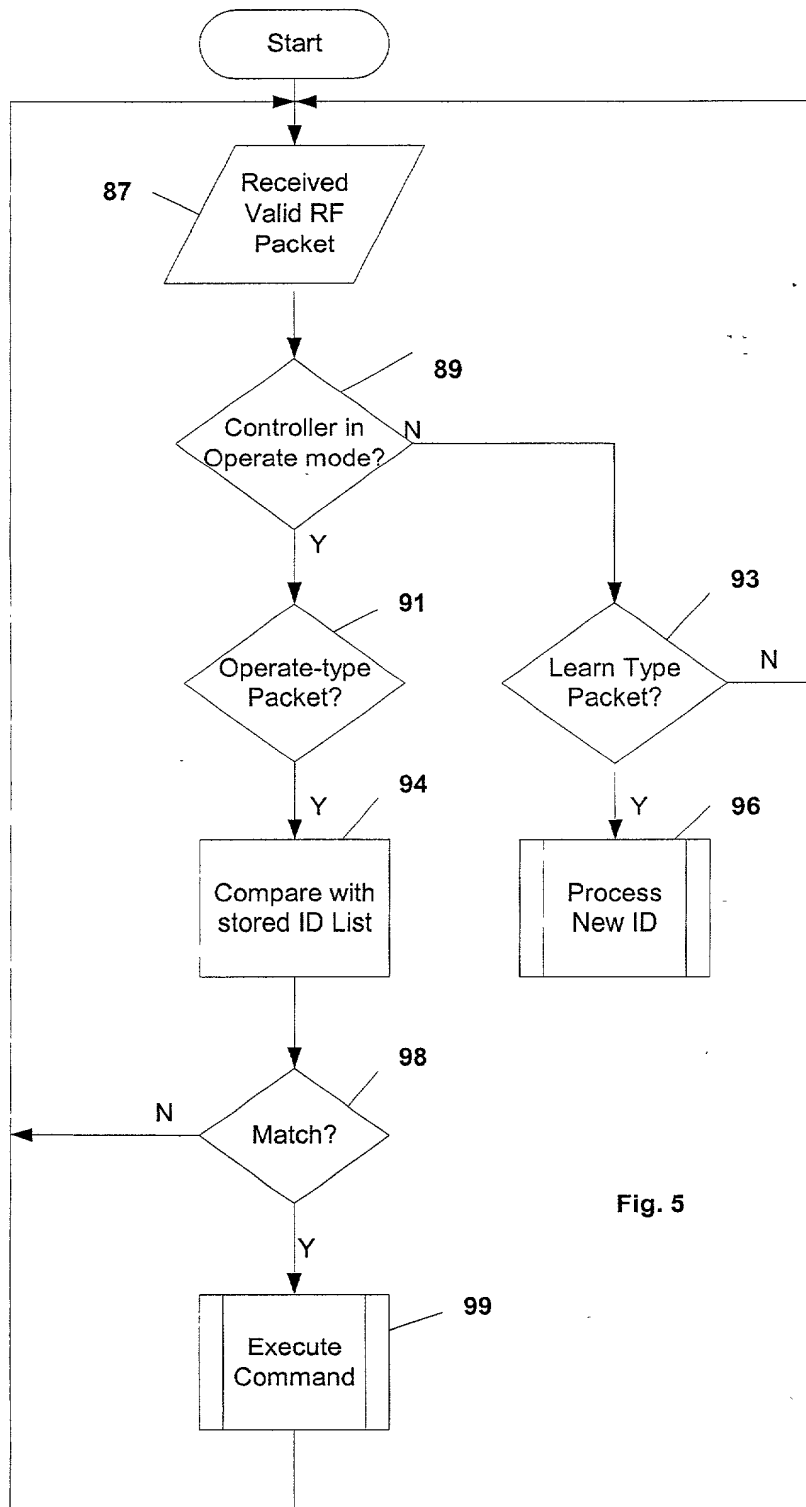 Start
87
Received
Valid RF
Packet
89
Controller in
Operate mode?
N
Y
91
Operate-type
Packet?
93
Learn Type
Packet?
N
Y
94
Y
96
Compare with
stored ID List
Process
New ID
98
N
Match?
Fig. 5
Y
99
Execute
Command